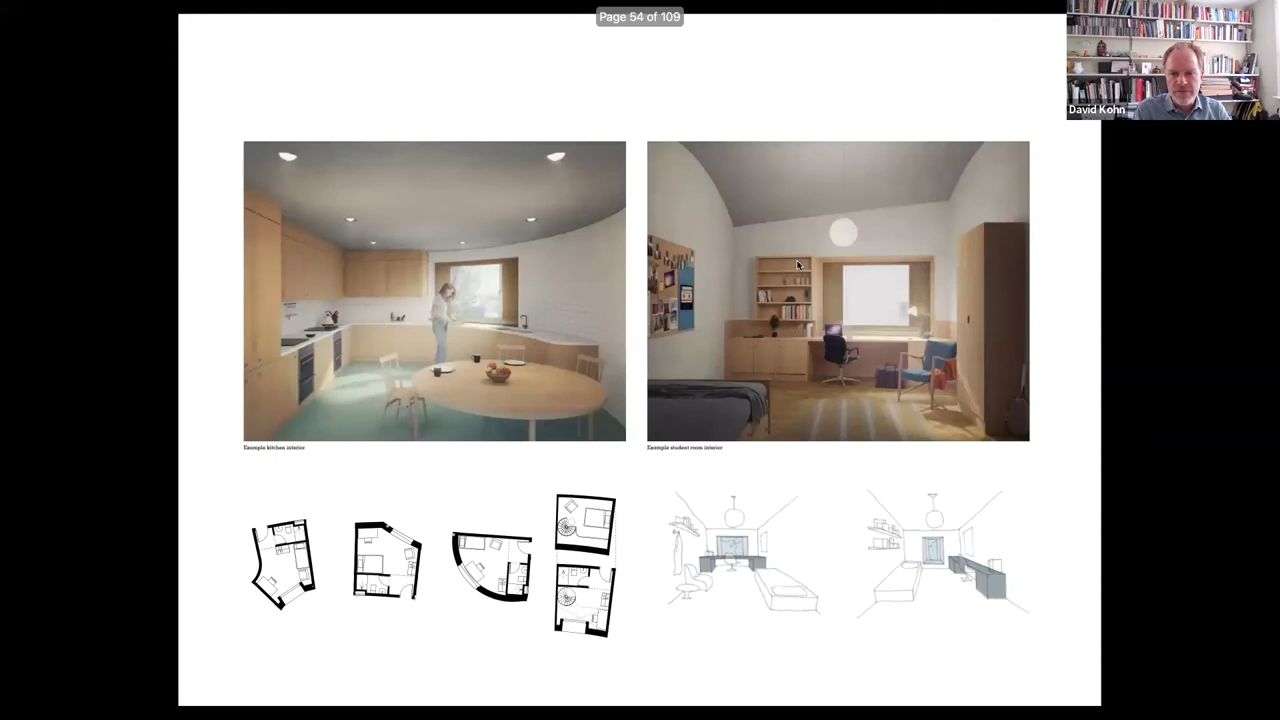 Page 54 of 109
David Kohn
Example kitchen interior
Example student room interior